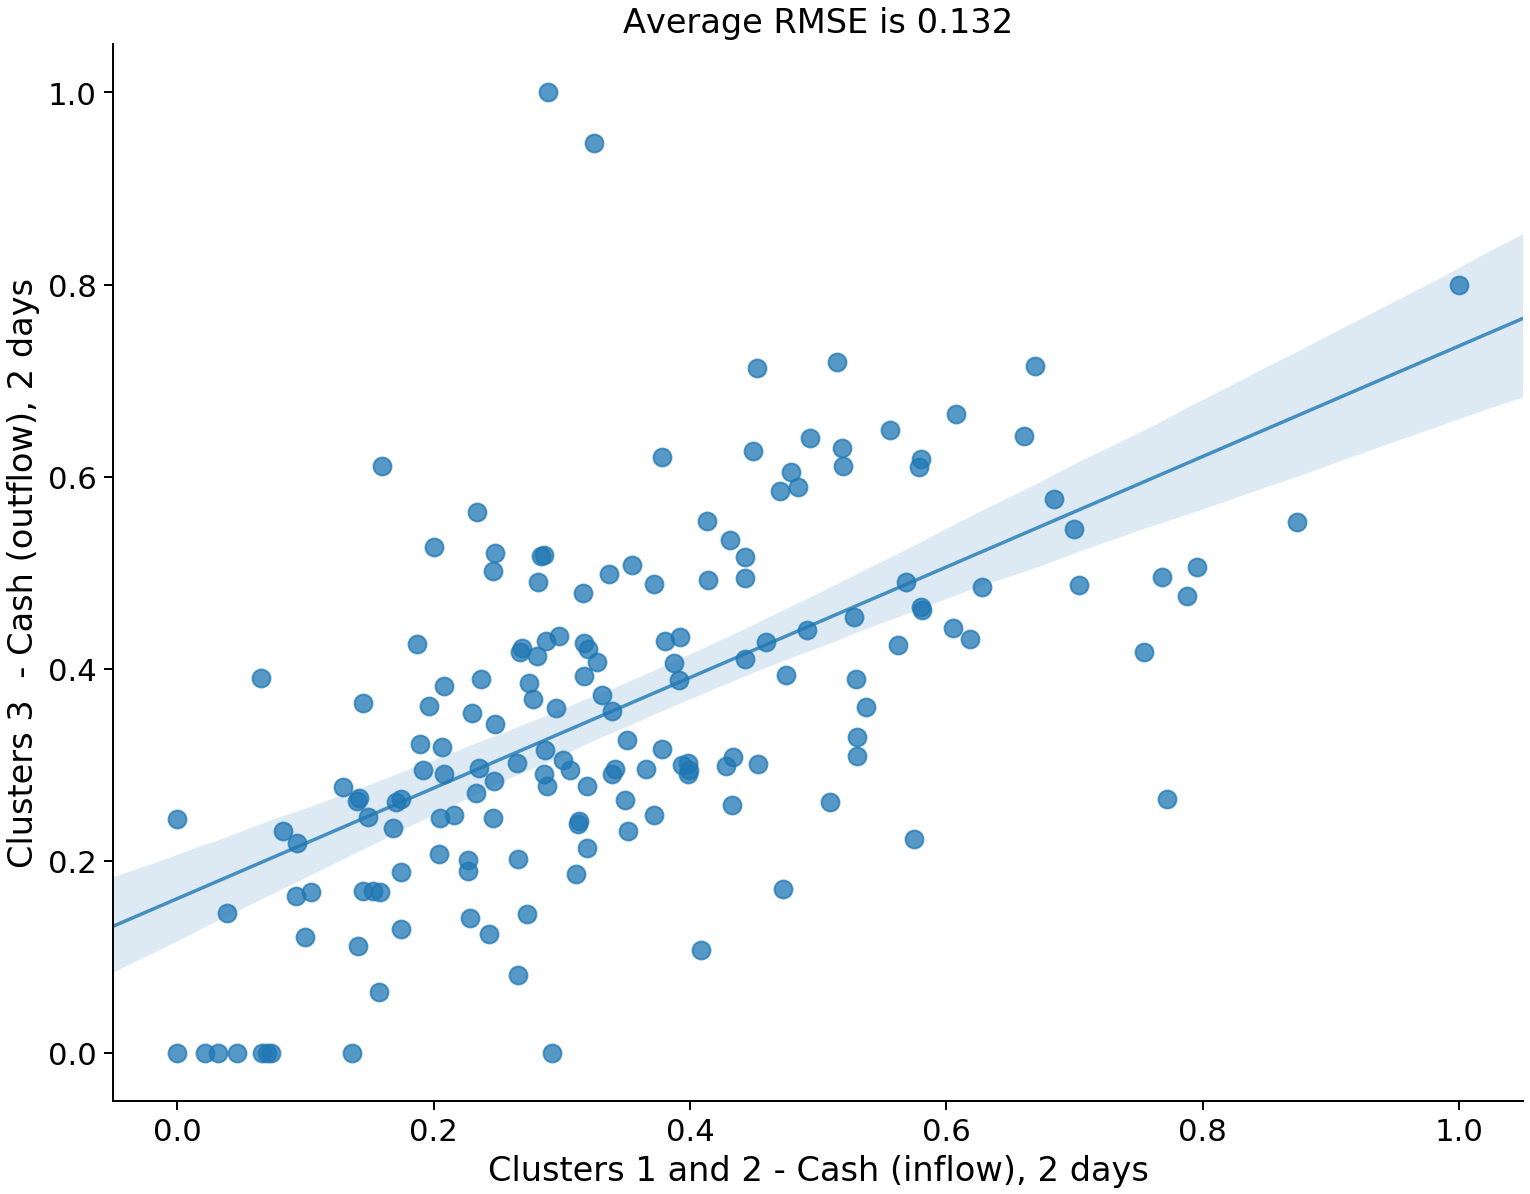 Average RMSE is 0.132
Clusters 3  - Cash (outflow), 2 days
1.0
0.8
0.6
0.4
0.2
0.0
0.0 0.2 0.4 0.6 0.8 1.0
Clusters 1 and 2 - Cash (inflow), 2 days